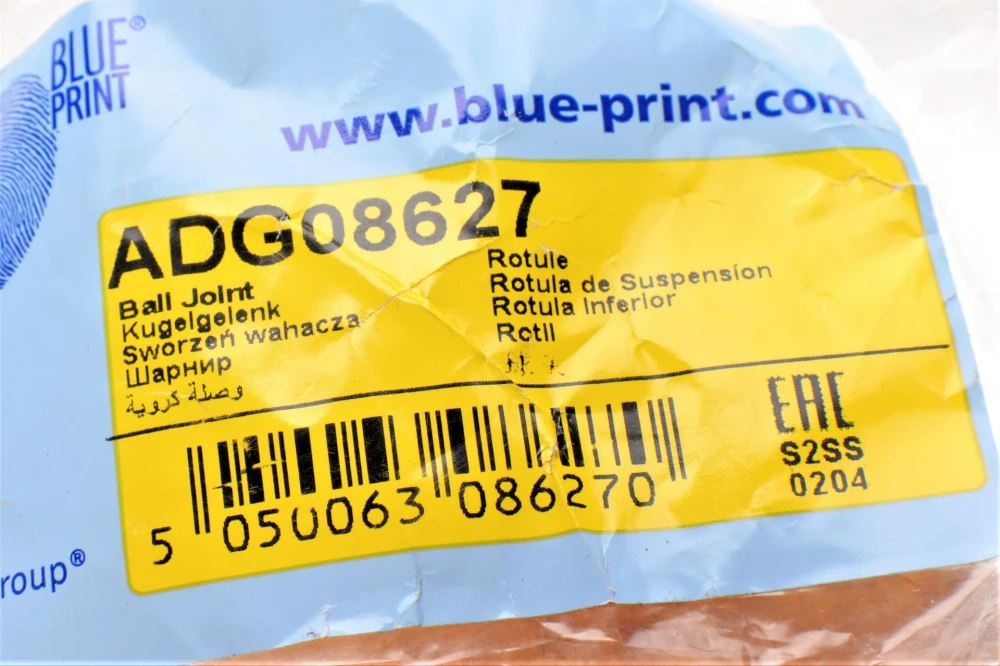 BLUE®
PRINT
www.blue-print.com
ADG08627
Ball Joint
Kugelgelenk
Sworzeń wahacza
Шарнир
وصلة كروية
Rotule
Rotula de Suspension
Rotula Inferior
Rotil
EAC
S2SS
0204
5 050063 086270
roup®